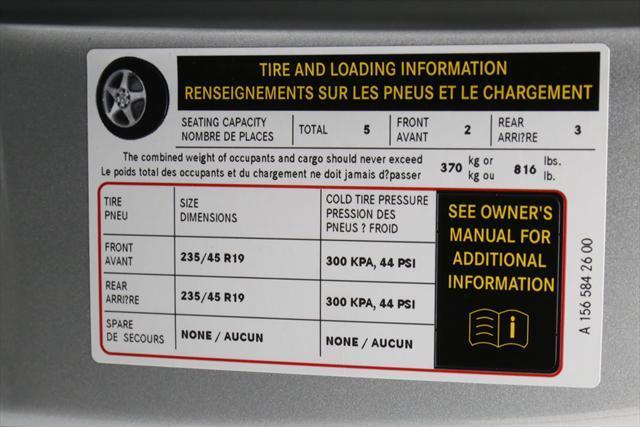 TIRE AND LOADING INFORMATION
RENSEIGNEMENTS SUR LES PNEUS ET LE CHARGEMENT
SEATING CAPACITY
NOMBRE DE PLACES
TOTAL 5
FRONT
AVANT
2
REAR
ARRI?RE
3
The combined weight of occupants and cargo should never exceed
Le poids total des occupants et du chargement ne doit jamais d?passer
370 kg or
kg ou
816 lbs.
lb.
TIRE
PNEU
SIZE
DIMENSIONS
COLD TIRE PRESSURE
PRESSION DES
PNEUS ? FROID
FRONT
AVANT
235/45 R19
300 KPA, 44 PSI
REAR
ARRI?RE
235/45 R19
300 KPA, 44 PSI
SPARE
DE SECOURS
NONE / AUCUN
NONE / AUCUN
SEE OWNER'S
MANUAL FOR
ADDITIONAL
INFORMATION
i
A 156 584 26 00